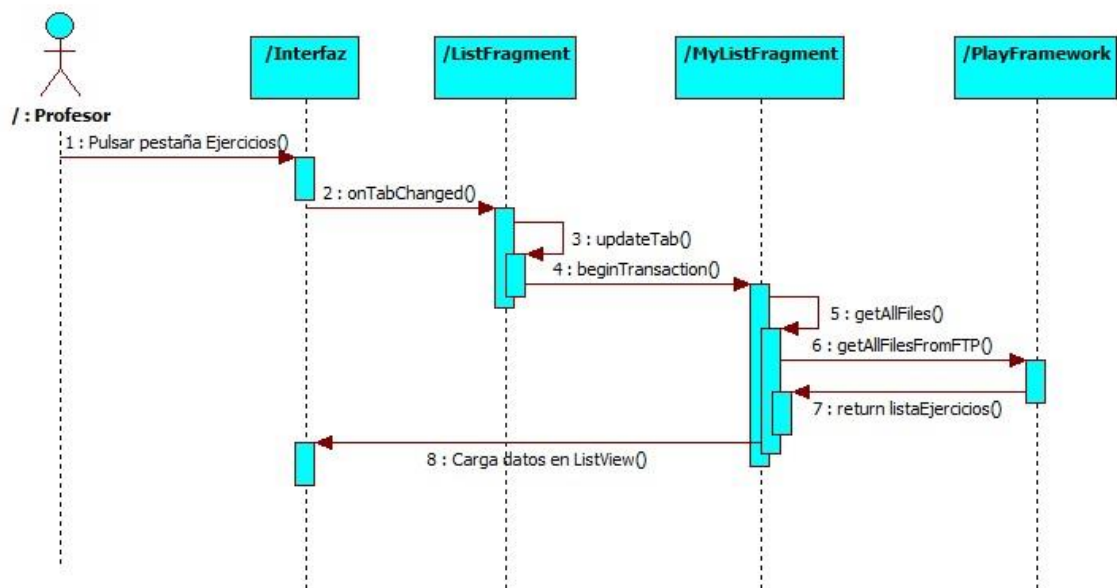 /Interfaz
/ListFragment
/MyListFragment
/PlayFramework
/ : Profesor
1 : Pulsar pestaña Ejercicios()
2 : onTabChanged()
3 : updateTab()
4 : beginTransaction()
5 : getAllFiles()
6 : getAllFilesFromFTP()
7 : return listaEjercicios()
8 : Carga datos en ListView()